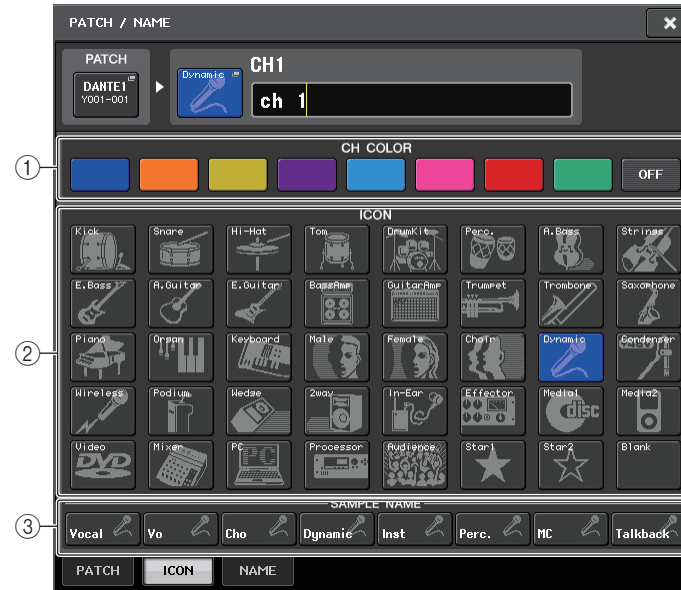 PATCH / NAME
PATCH
DANTE1
Y001-001
Dynamic
CH1
ch 1
① CH COLOR
OFF
② ICON
Kick Snare Hi-Hat Tom DrumKit Perc. A.Bass Strings
E.Bass A.Guitar E.Guitar BassAmp GuitarAmp Trumpet Trombone Saxophone
Piano Organ Keyboard Male Female Choir Dynamic Condenser
Wireless Podium Wedge 2way In-Ear Effector Media1 Media2
disc
Video Mixer PC Processor Audience Star1 Star2 Blank
DVD PC
③ SAMPLE NAME
Vocal Vo Cho Dynamic Inst Perc. MC Talkback
PATCH ICON NAME